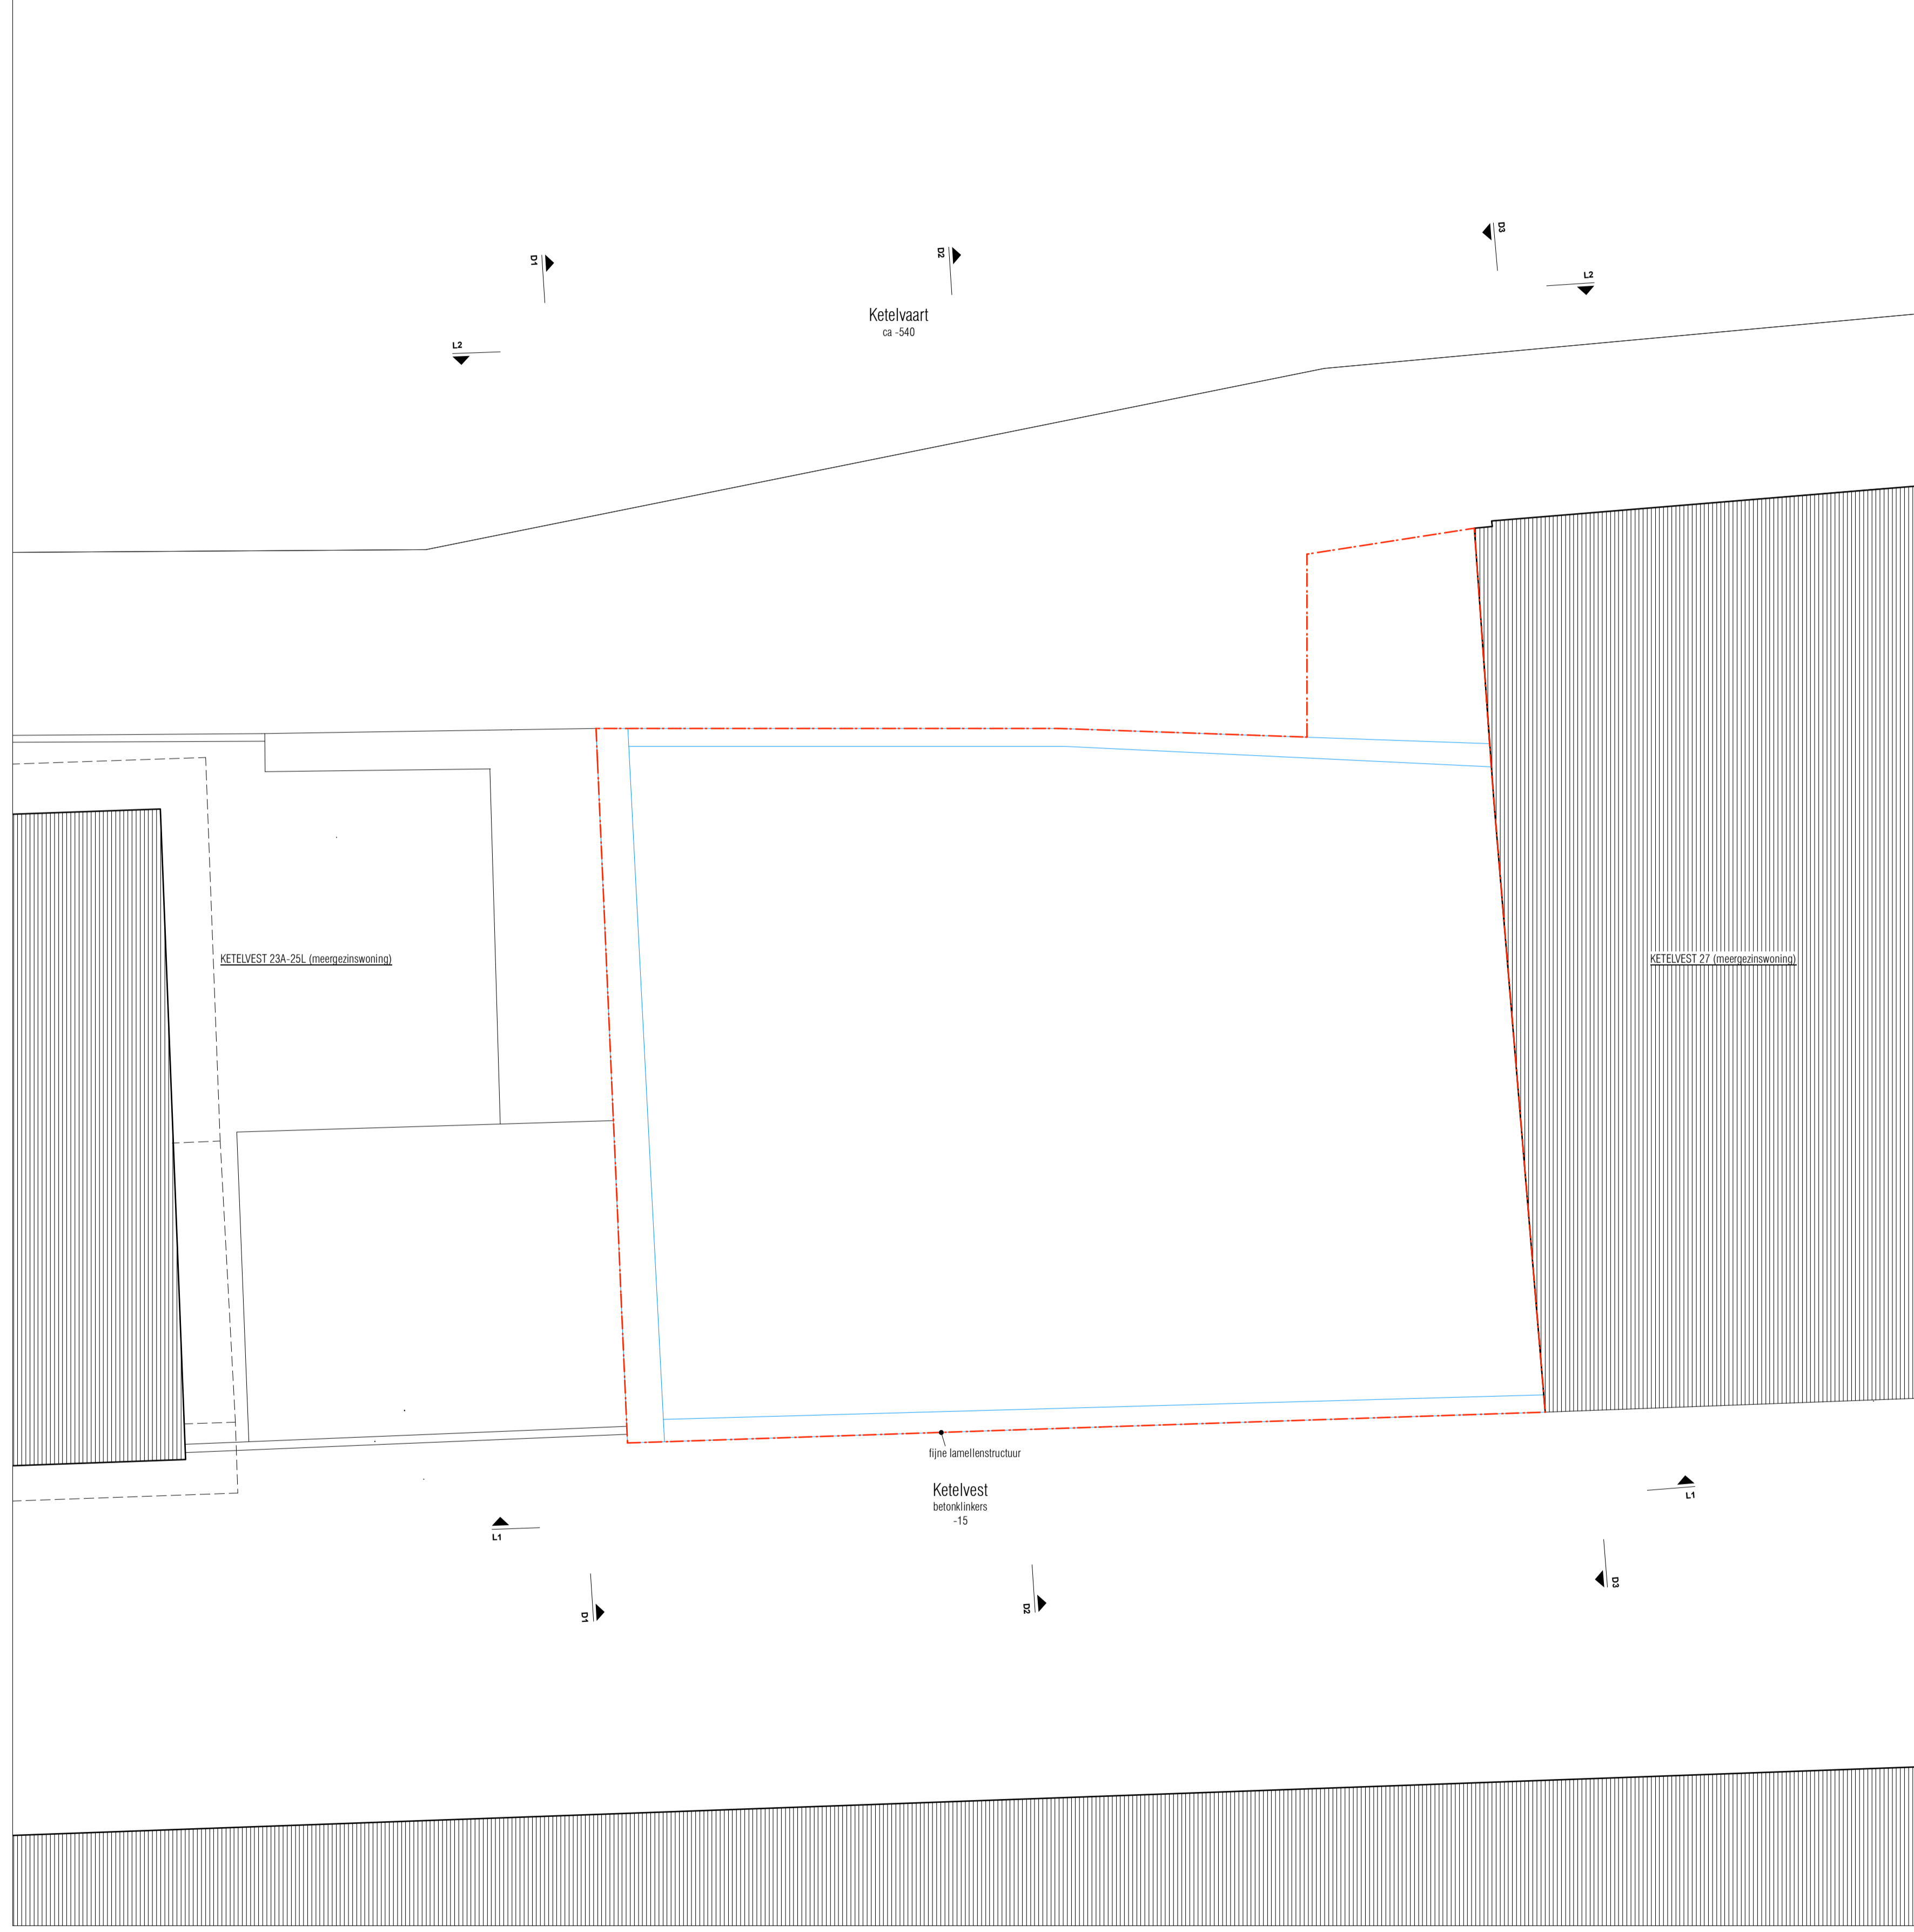 D3
D2
D1
L2
Ketelvaart
ca -540
L2
KETELVEST 23A-25L (meergezinswoning)
KETELVEST 27 (meergezinswoning)
fijne lamellenstructuur
Ketelvest
betonklinkers
-15
L1
L1
D3
D2
D1